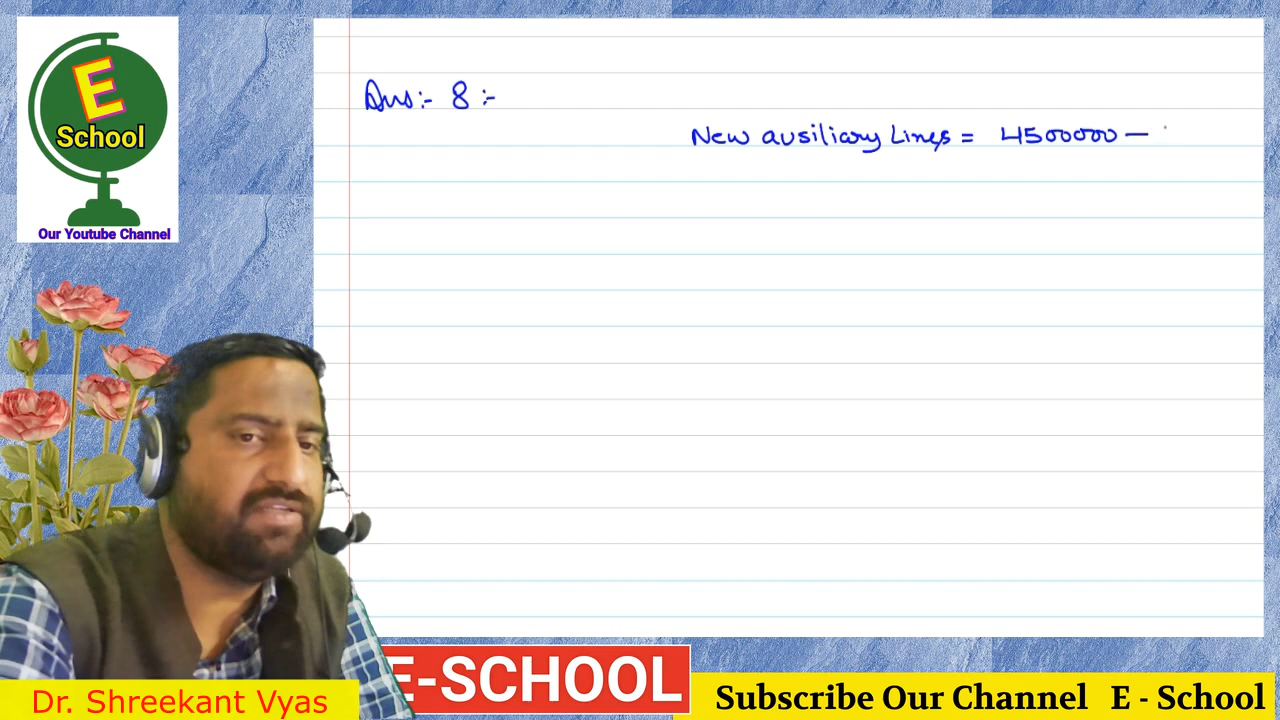 E
School
Our Youtube Channel
Ans:- 8 :-
New ausiliary Lines = 4500000 —
Dr. Shreekant Vyas
E-SCHOOL
Subscribe Our Channel E - School